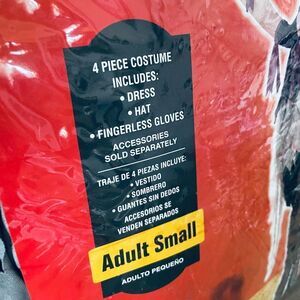 4 PIECE COSTUME
INCLUDES:
• DRESS
• HAT
• FINGERLESS GLOVES
ACCESSORIES
SOLD SEPARATELY
TRAJE DE 4 PIEZAS INCLUYE:
• VESTIDO
• SOMBRERO
• GUANTES SIN DEDOS
ACCESORIOS SE
VENDEN SEPARADOS
Adult Small
ADULTO PEQUEÑO